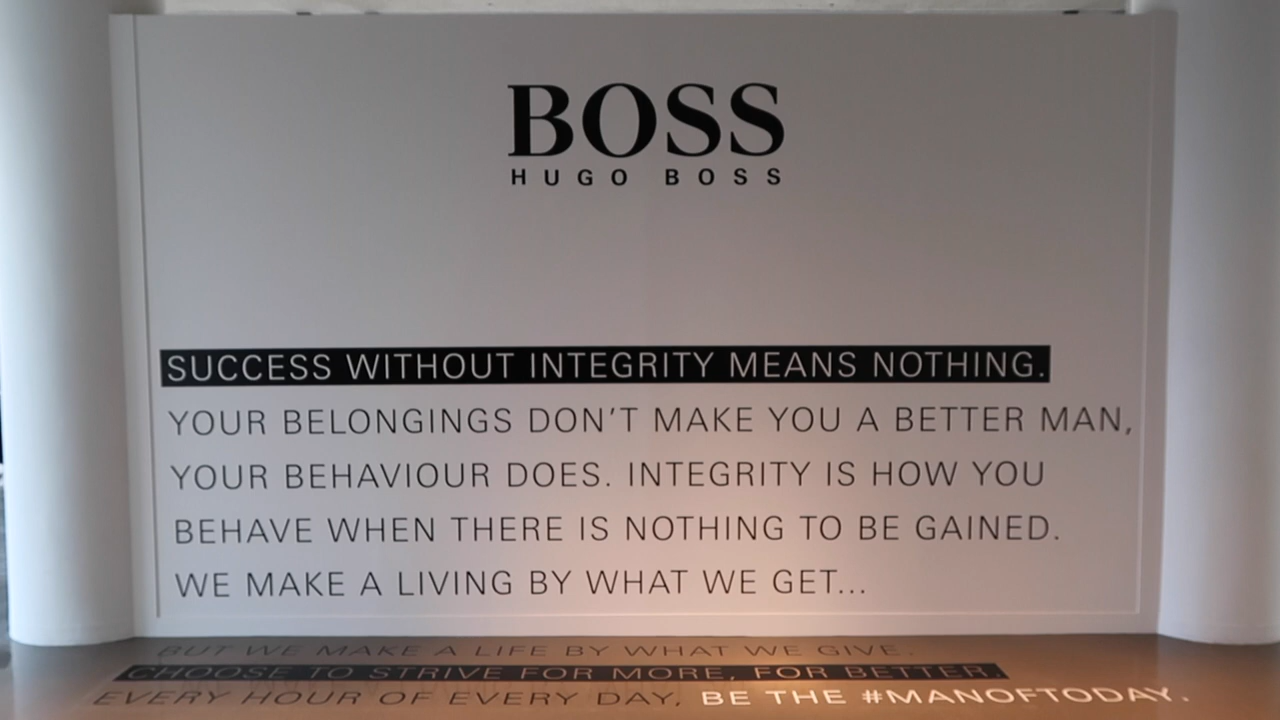 BOSS
HUGO BOSS
SUCCESS WITHOUT INTEGRITY MEANS NOTHING.
YOUR BELONGINGS DON'T MAKE YOU A BETTER MAN,
YOUR BEHAVIOUR DOES. INTEGRITY IS HOW YOU
BEHAVE WHEN THERE IS NOTHING TO BE GAINED.
WE MAKE A LIVING BY WHAT WE GET...
BUT WE MAKE A LIFE BY WHAT WE GIVE.
CHOOSE TO STRIVE FOR MORE, FOR BETTER.
EVERY HOUR OF EVERY DAY, BE THE #MANOFTODAY.